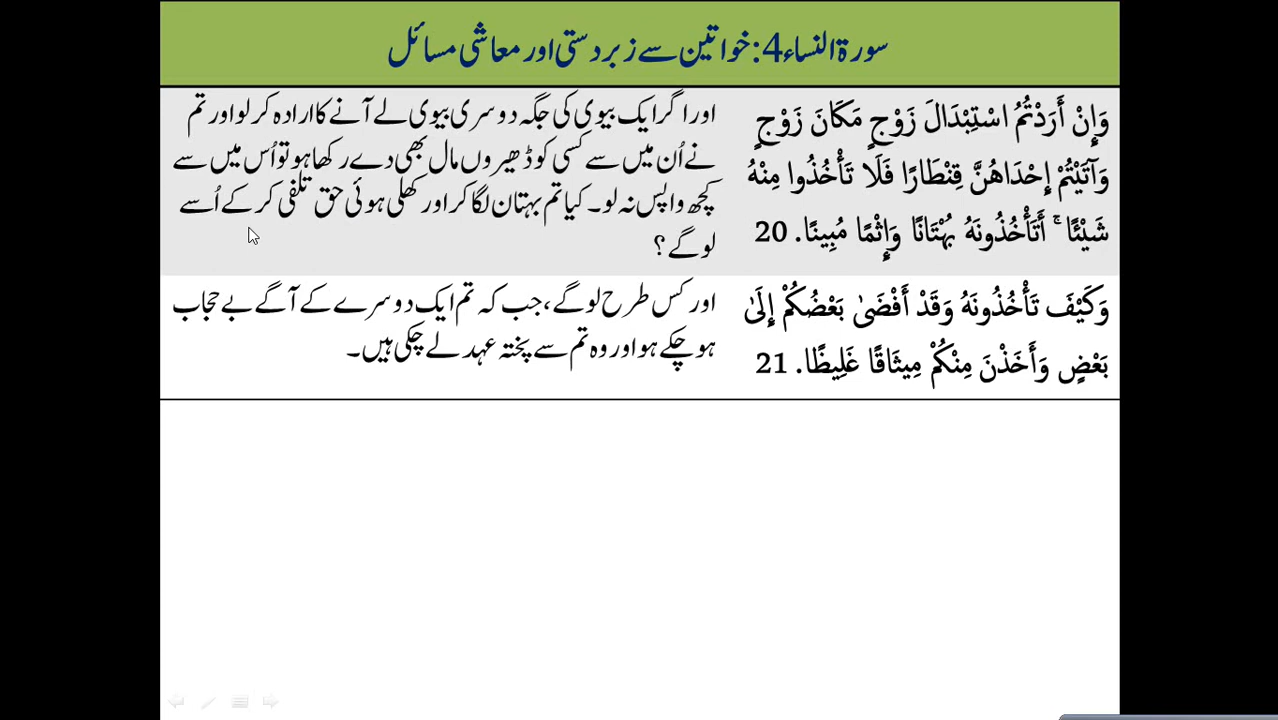 سورۃ النساء 4: خواتین سے زبردستی اور معاشی مسائل
وَإِنْ أَرَدْتُمُ اسْتِبْدَالَ زَوْجٍ مَكَانَ زَوْجٍ
وَآتَيْتُمْ إِحْدَاهُنَّ قِنْطَارًا فَلَا تَأْخُذُوا مِنْهُ
شَيْئًا ۚ أَتَأْخُذُونَهُ بُهْتَانًا وَإِثْمًا مُبِينًا. 20
اور اگر ایک بیوی کی جگہ دوسری بیوی لے آنے کا ارادہ کر لو اور تم
نے اُن میں سے کسی کو ڈھیروں مال بھی دے رکھا ہو تو اُس میں سے
کچھ واپس نہ لو۔ کیا تم بہتان لگا کر اور کھلی ہوئی حق تلفی کر کے اُسے
لو گے؟
وَكَيْفَ تَأْخُذُونَهُ وَقَدْ أَفْضَىٰ بَعْضُكُمْ إِلَىٰ
بَعْضٍ وَأَخَذْنَ مِنْكُمْ مِيثَاقًا غَلِيظًا. 21
اور کس طرح لو گے، جب کہ تم ایک دوسرے کے آگے بے حجاب
ہو چکے ہو اور وہ تم سے پختہ عہد لے چکی ہیں۔